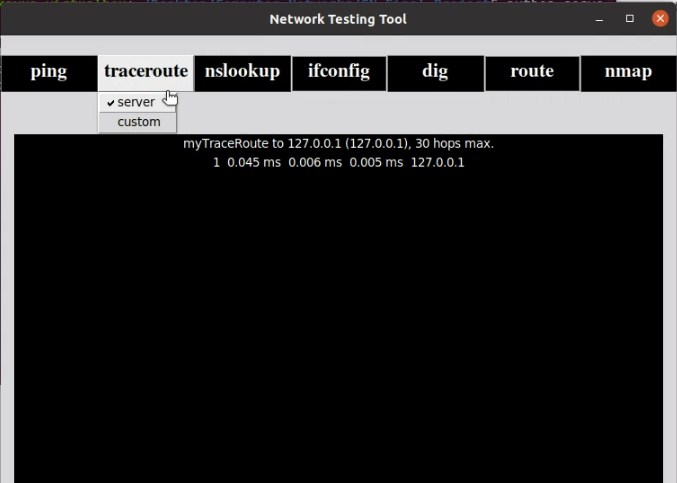 Network Testing Tool
ping traceroute nslookup ifconfig dig route nmap
server
custom
myTraceRoute to 127.0.0.1 (127.0.0.1), 30 hops max.
1 0.045 ms 0.006 ms 0.005 ms 127.0.0.1